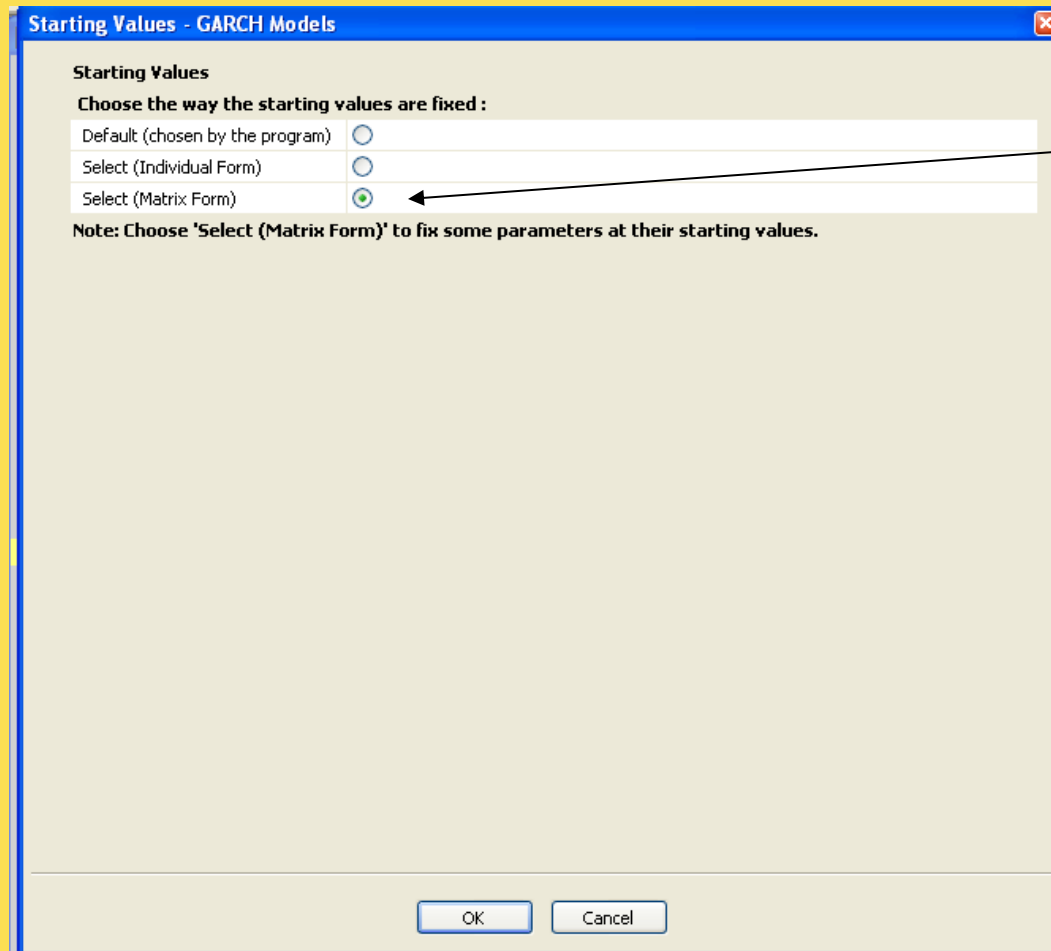 Starting Values - GARCH Models
Starting Values
Choose the way the starting values are fixed :
Default (chosen by the program)
Select (Individual Form)
Select (Matrix Form)
Note: Choose 'Select (Matrix Form)' to fix some parameters at their starting values.
OK Cancel